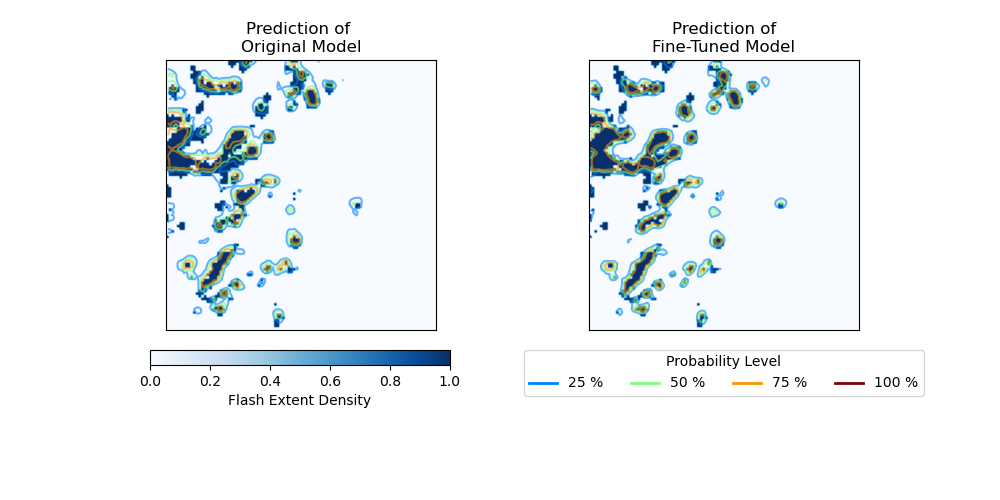 Prediction of
Original Model
Prediction of
Fine-Tuned Model
0.0 0.2 0.4 0.6 0.8 1.0
Flash Extent Density
Probability Level
25 % 50 % 75 % 100 %